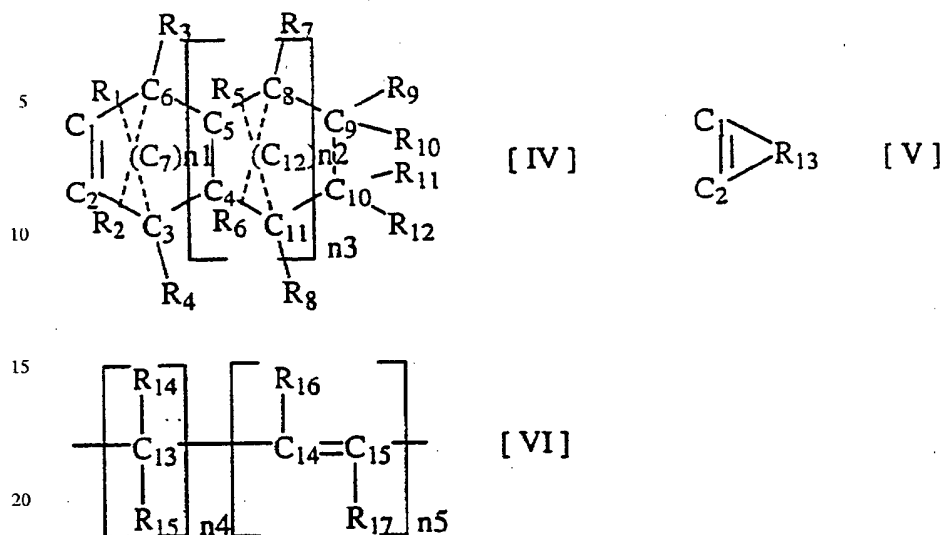 R₃ R₇
5 R₁ C₆ R₅ C₈ R₉
C₁ C₅ C₉ R₁₀ C₁
(C₇)n1 (C₁₂)n2 R₁₁ [ IV ] R₁₃ [ V ]
C₂ C₄ C₁₀ C₂
10 R₂ C₃ R₆ C₁₁ R₁₂
n3
R₄ R₈
15 R₁₄ R₁₆
C₁₃ C₁₄ C₁₅ [ VI ]
20 R₁₅ n4 R₁₇ n5